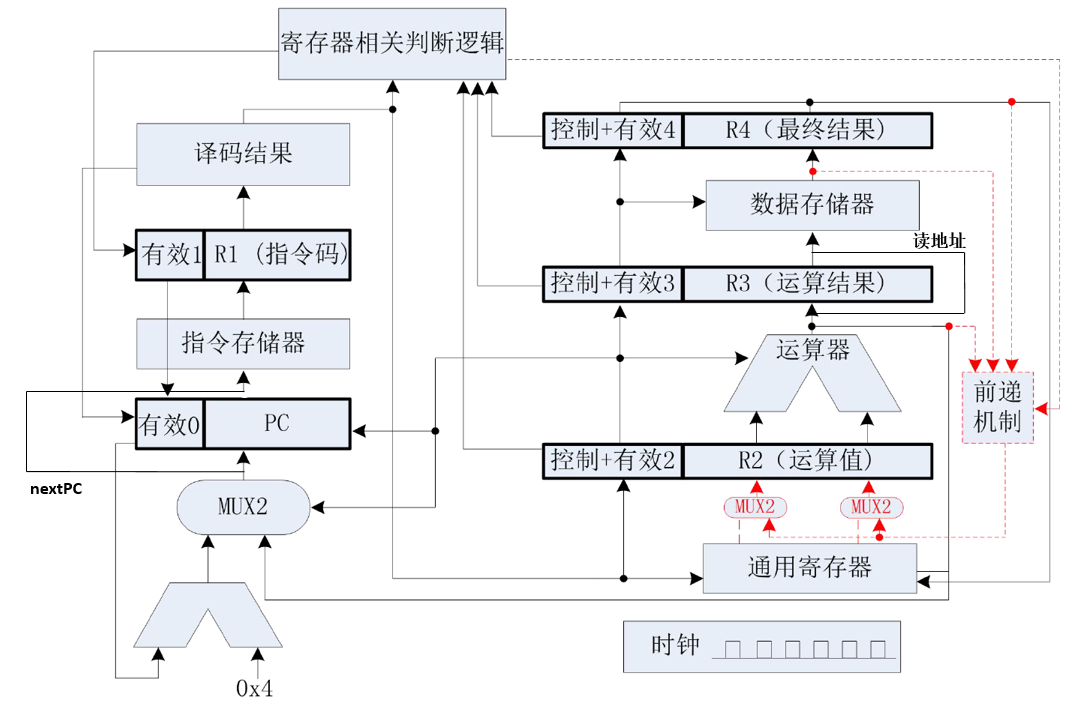 寄存器相关判断逻辑
译码结果
有效1
R1（指令码）
指令存储器
有效0
PC
nextPC
MUX2
0x4
控制+有效4
R4（最终结果）
数据存储器
读地址
控制+有效3
R3（运算结果）
运算器
前递
机制
控制+有效2
R2（运算值）
MUX2
MUX2
通用寄存器
时钟